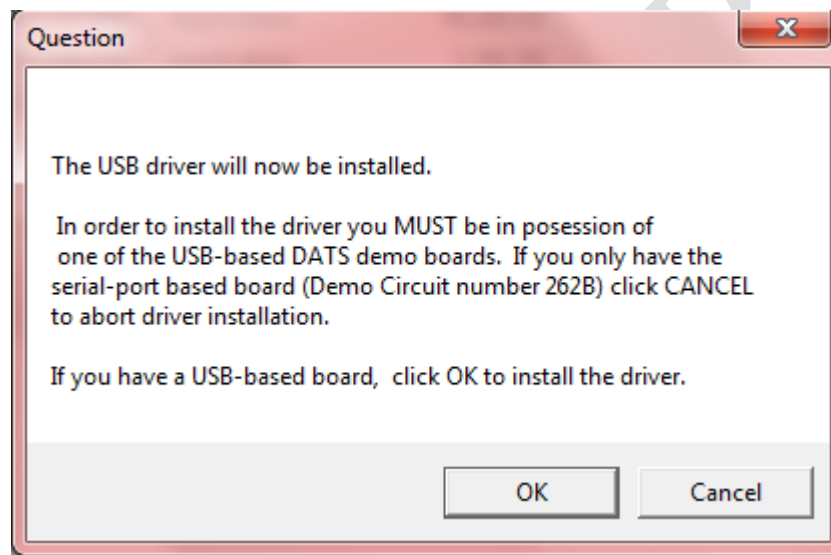 Question
The USB driver will now be installed.
In order to install the driver you MUST be in posession of
one of the USB-based DATS demo boards.  If you only have the
serial-port based board (Demo Circuit number 262B) click CANCEL
to abort driver installation.
If you have a USB-based board,  click OK to install the driver.
OK
Cancel